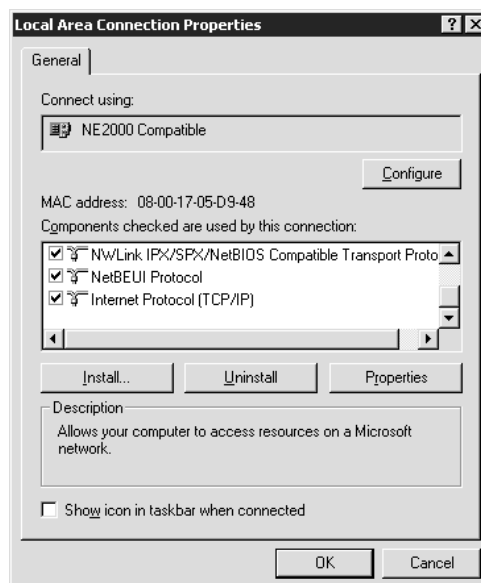 Local Area Connection Properties
General
Connect using:
NE2000 Compatible
Configure
MAC address: 08-00-17-05-D9-48
Components checked are used by this connection:
NWLink IPX/SPX/NetBIOS Compatible Transport Proto
NetBEUI Protocol
Internet Protocol (TCP/IP)
Install... Uninstall Properties
Description
Allows your computer to access resources on a Microsoft
network.
Show icon in taskbar when connected
OK Cancel